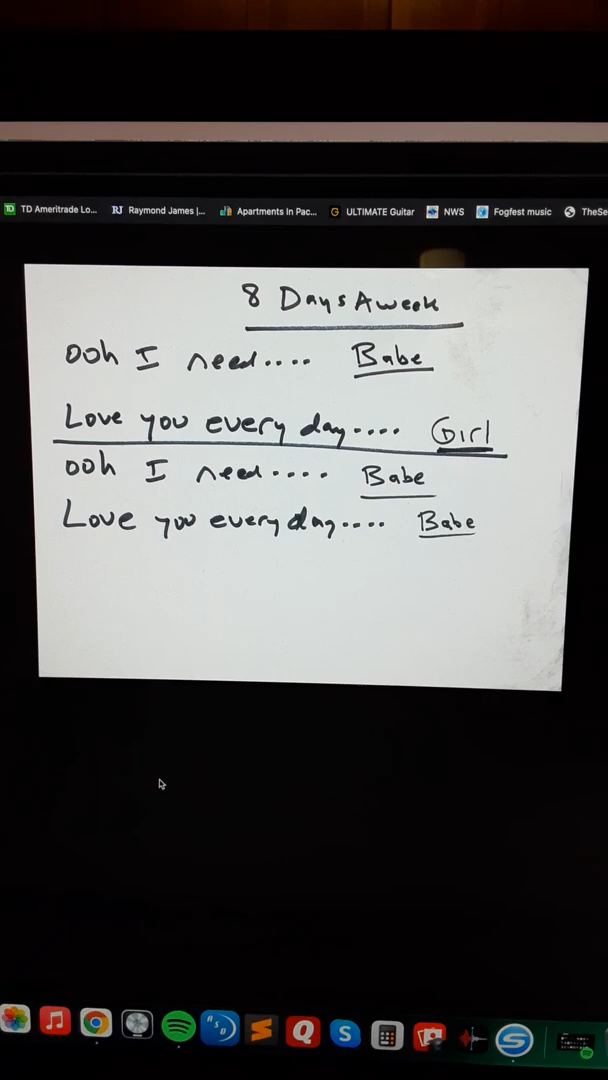 TD Ameritrade Lo... RJ Raymond James |... Apartments In Pac... G ULTIMATE Guitar NWS Fogfest music TheSe
8 Days A week
ooh I need.... Babe
Love you every day.... Girl
ooh I need.... Babe
Love you every day.... Babe